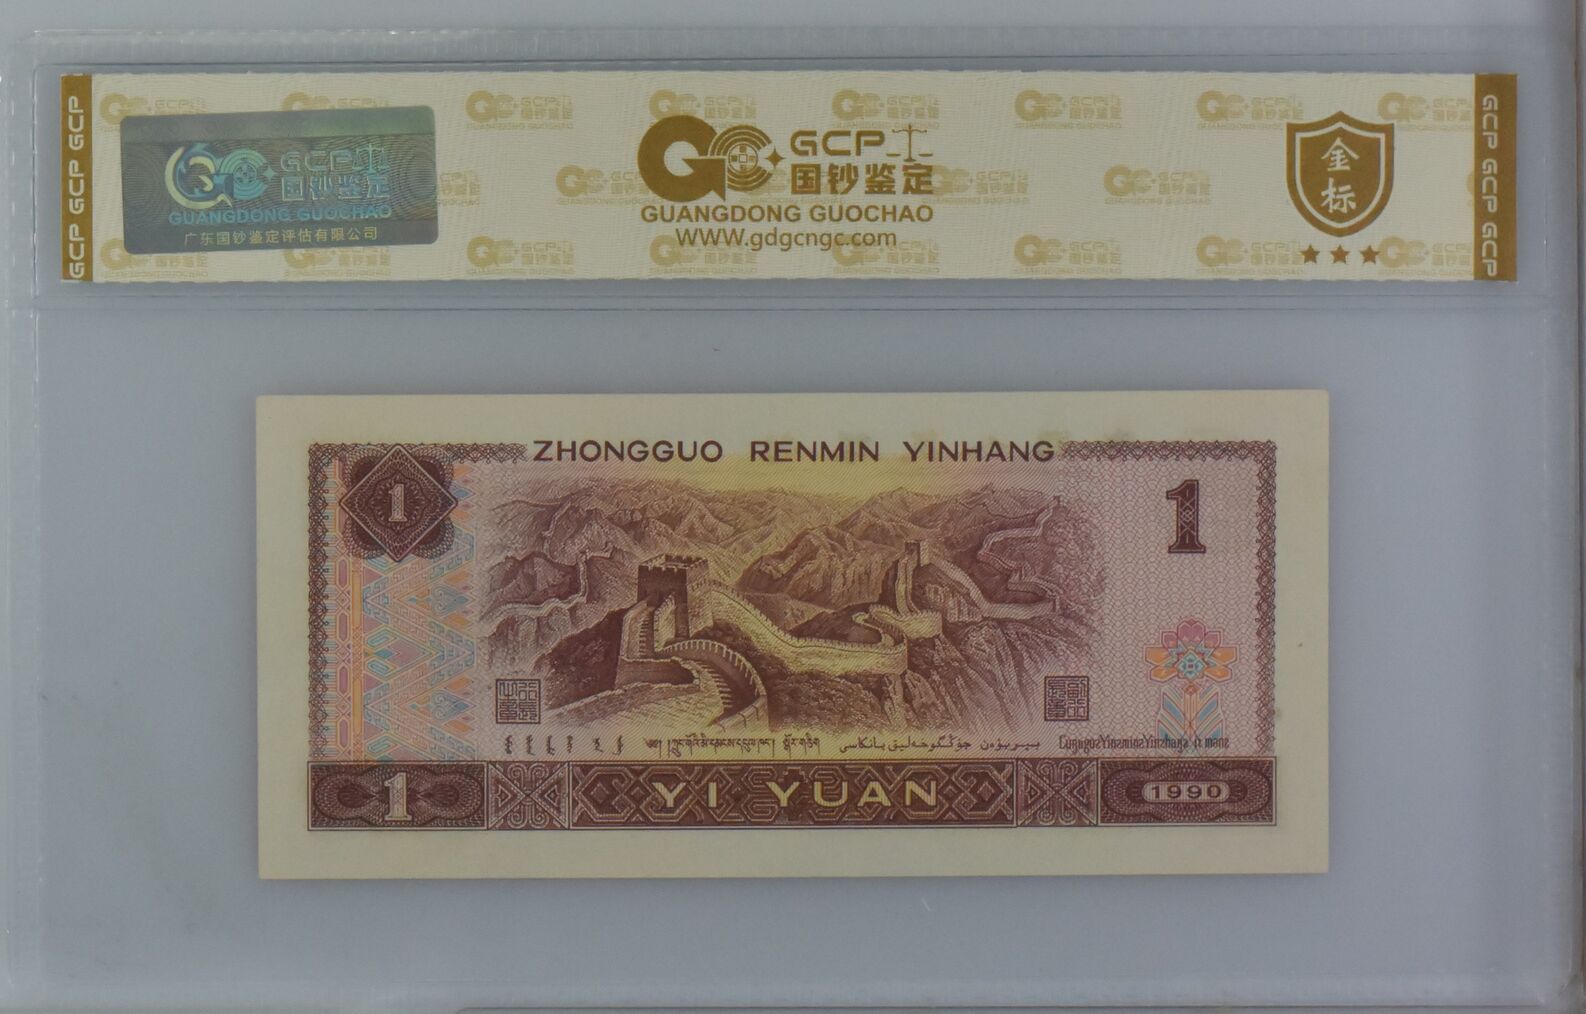 GCP GCP GCP
GCP
国钞鉴定
GUANGDONG GUOCHAO
广东国钞鉴定评估有限公司
GCP
国钞鉴定
GUANGDONG GUOCHAO
WWW.gdgcngc.com
金标
GCP GCP GCP
ZHONGGUO RENMIN YINHANG
1
1
YI YUAN
1
1990